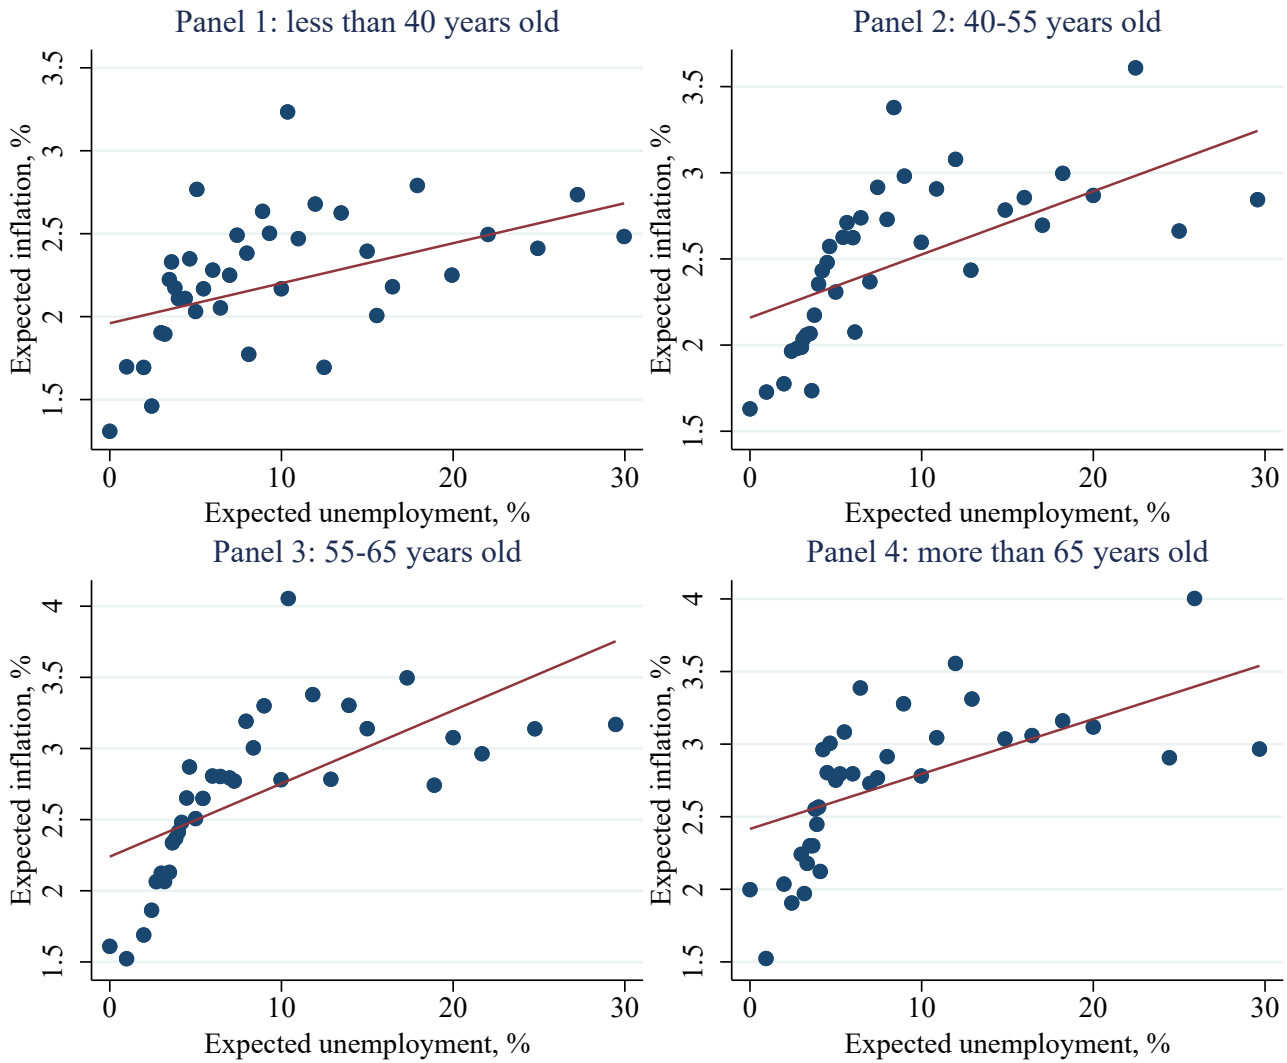 Panel 1: less than 40 years old
Expected inflation, %
3.5
3
2.5
2
1.5
0 10 20 30
Expected unemployment, %
Panel 2: 40-55 years old
Expected inflation, %
3.5
3
2.5
2
1.5
0 10 20 30
Expected unemployment, %
Panel 3: 55-65 years old
Expected inflation, %
4
3.5
3
2.5
2
1.5
0 10 20 30
Expected unemployment, %
Panel 4: more than 65 years old
Expected inflation, %
4
3.5
3
2.5
2
1.5
0 10 20 30
Expected unemployment, %